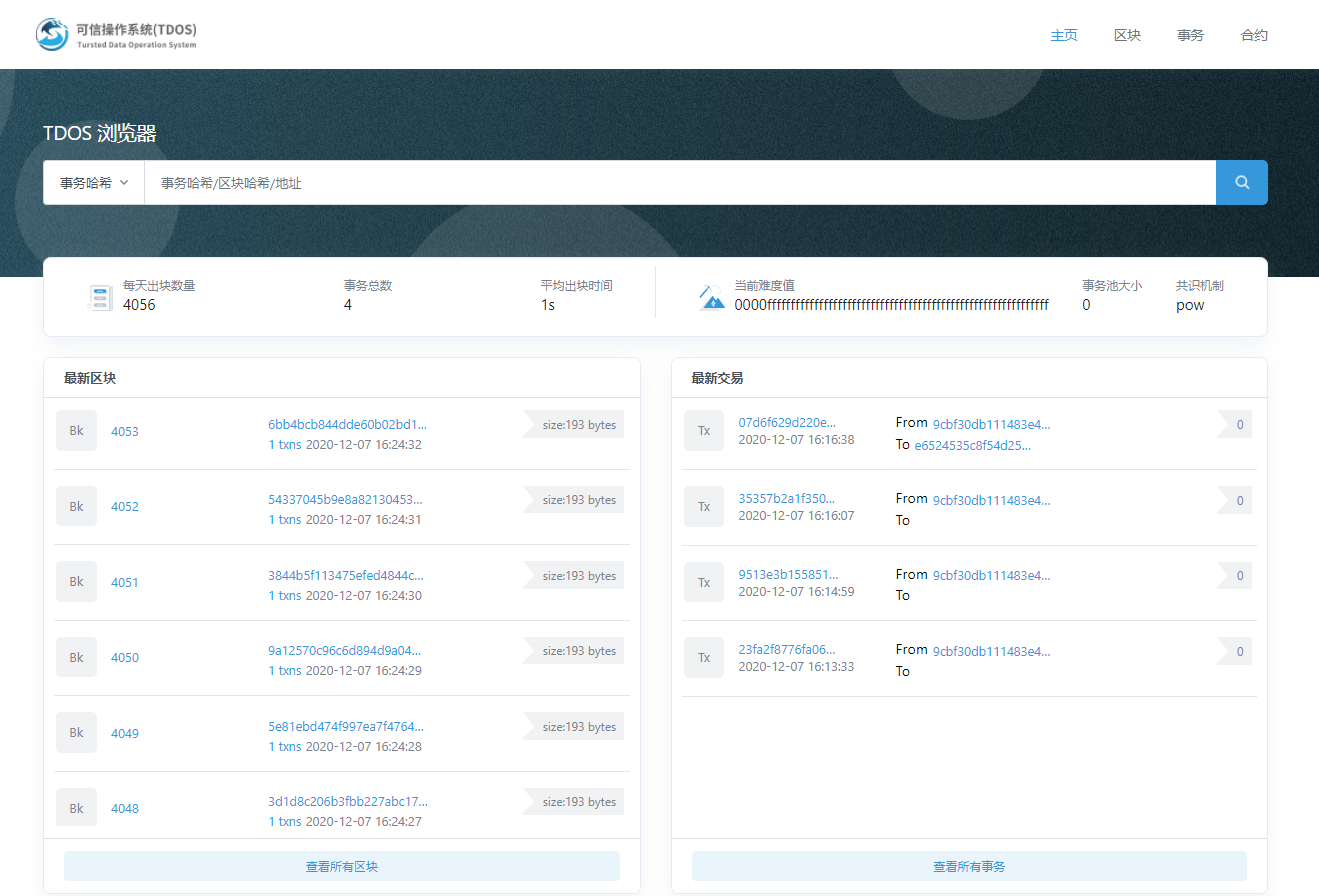 可信操作系统(TDOS)
Tursted Data Operation System
主页 区块 事务 合约
TDOS 浏览器
事务哈希 事务哈希/区块哈希/地址
每天出块数量 事务总数 平均出块时间 当前难度值 事务池大小 共识机制
4056 4 1s 0000ffffffffffffffffffffffffffffffffffffffffffffffffffffffffffff 0 pow
最新区块
Bk 4053 6bb4bcb844dde60b02bd1... size:193 bytes
1 txns 2020-12-07 16:24:32
Bk 4052 54337045b9e8a82130453... size:193 bytes
1 txns 2020-12-07 16:24:31
Bk 4051 3844b5f113475efed4844c... size:193 bytes
1 txns 2020-12-07 16:24:30
Bk 4050 9a12570c96c6d894d9a04... size:193 bytes
1 txns 2020-12-07 16:24:29
Bk 4049 5e81ebd474f997ea7f4764... size:193 bytes
1 txns 2020-12-07 16:24:28
Bk 4048 3d1d8c206b3fbb227abc17... size:193 bytes
1 txns 2020-12-07 16:24:27
查看所有区块
最新交易
Tx 07d6f629d220e... From 9cbf30db111483e4... 0
2020-12-07 16:16:38 To e6524535c8f54d25...
Tx 35357b2a1f350... From 9cbf30db111483e4... 0
2020-12-07 16:16:07 To
Tx 9513e3b155851... From 9cbf30db111483e4... 0
2020-12-07 16:14:59 To
Tx 23fa2f8776fa06... From 9cbf30db111483e4... 0
2020-12-07 16:13:33 To
查看所有事务